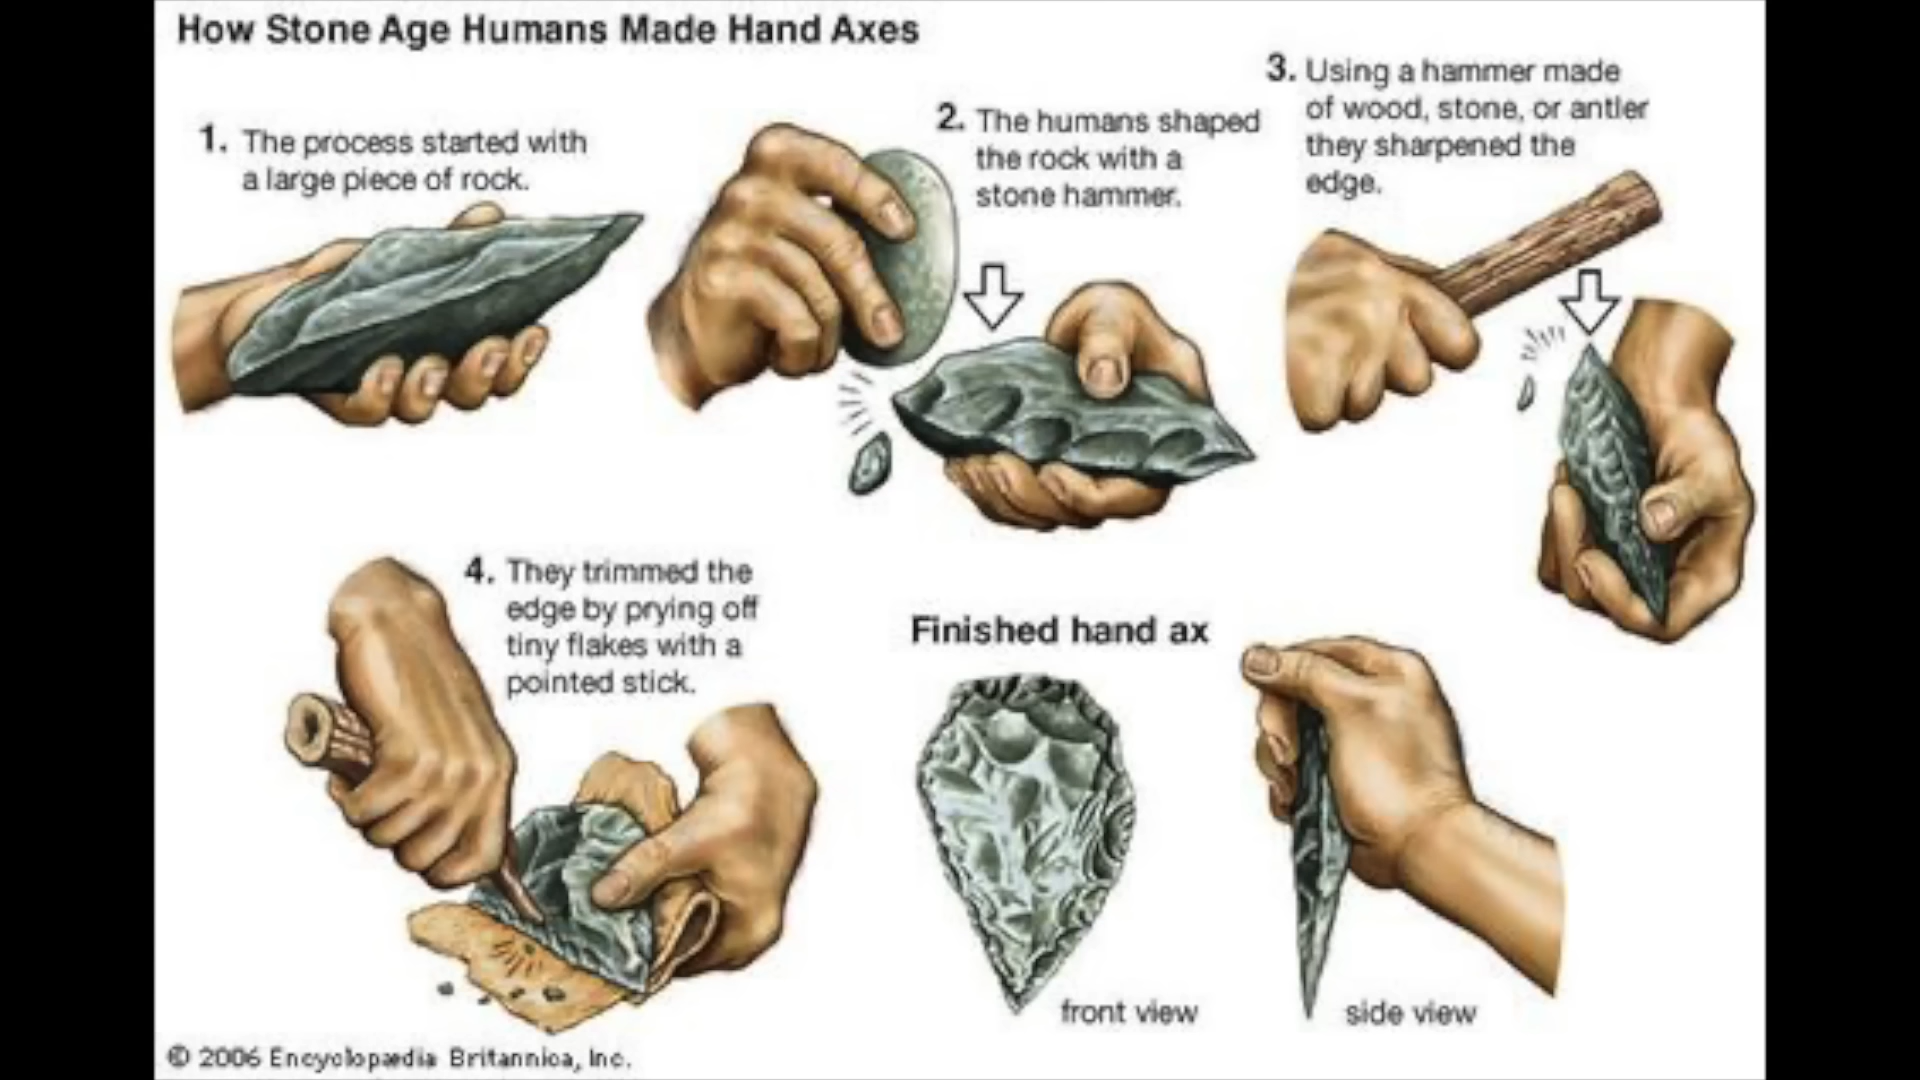 How Stone Age Humans Made Hand Axes
1. The process started with
a large piece of rock.
2. The humans shaped
the rock with a
stone hammer.
3. Using a hammer made
of wood, stone, or antler
they sharpened the
edge.
4. They trimmed the
edge by prying off
tiny flakes with a
pointed stick.
Finished hand ax
front view
side view
© 2006 Encyclopædia Britannica, Inc.